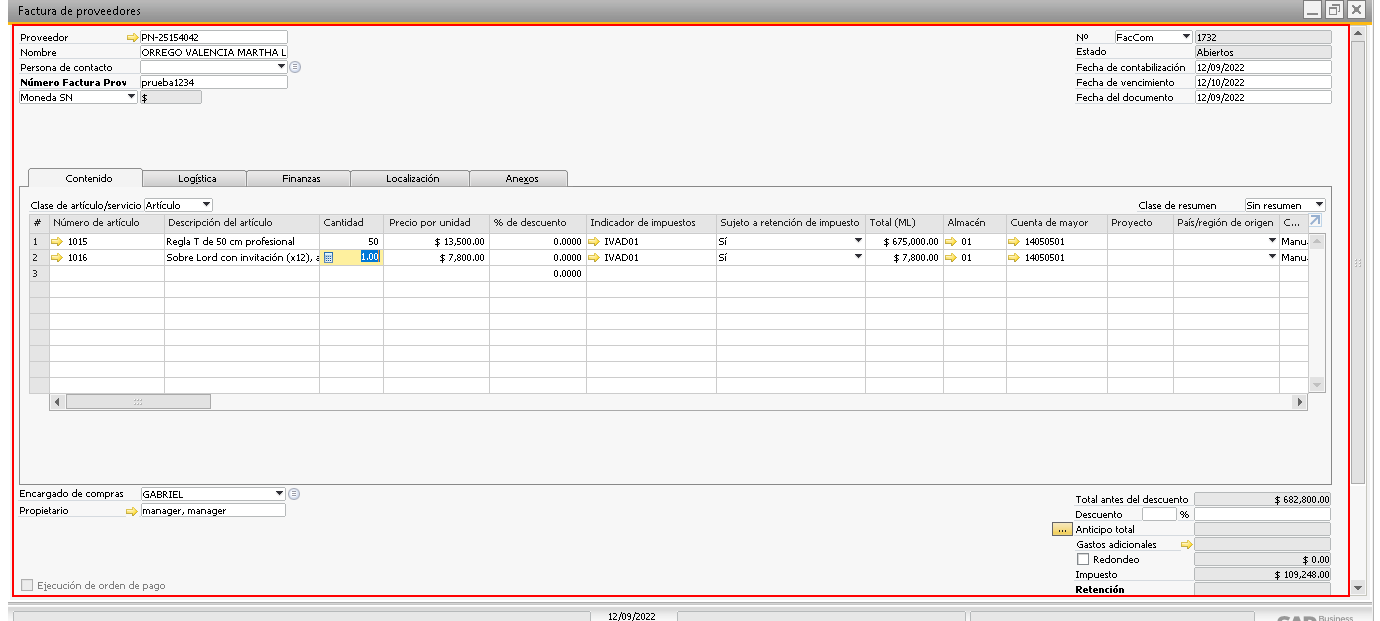 Factura de proveedores
Proveedor PN-25154042
Nombre ORREGO VALENCIA MARTHA L
Persona de contacto
Número Factura Prov prueba1234
Moneda SN $
Nº FacCom 1732
Estado Abiertos
Fecha de contabilización 12/09/2022
Fecha de vencimiento 12/10/2022
Fecha del documento 12/09/2022
Contenido Logística Finanzas Localización Anexos
Clase de artículo/servicio Artículo Clase de resumen Sin resumen
# Número de artículo Descripción del artículo Cantidad Precio por unidad % de descuento Indicador de impuestos Sujeto a retención de impuesto Total (ML) Almacén Cuenta de mayor Proyecto País/región de origen C...
1 1015 Regla T de 50 cm profesional 50 $ 13,500.00 0.0000 IVAD01 Sí $ 675,000.00 01 14050501 Manu
2 1016 Sobre Lord con invitación (x12), a 1.00 $ 7,800.00 0.0000 IVAD01 Sí $ 7,800.00 01 14050501 Manu
3 0.0000
Encargado de compras GABRIEL
Propietario manager, manager
Total antes del descuento $ 682,800.00
Descuento %
... Anticipo total
Gastos adicionales
Redondeo $ 0.00
Impuesto $ 109,248.00
Retención
Ejecución de orden de pago
12/09/2022
SAP Business